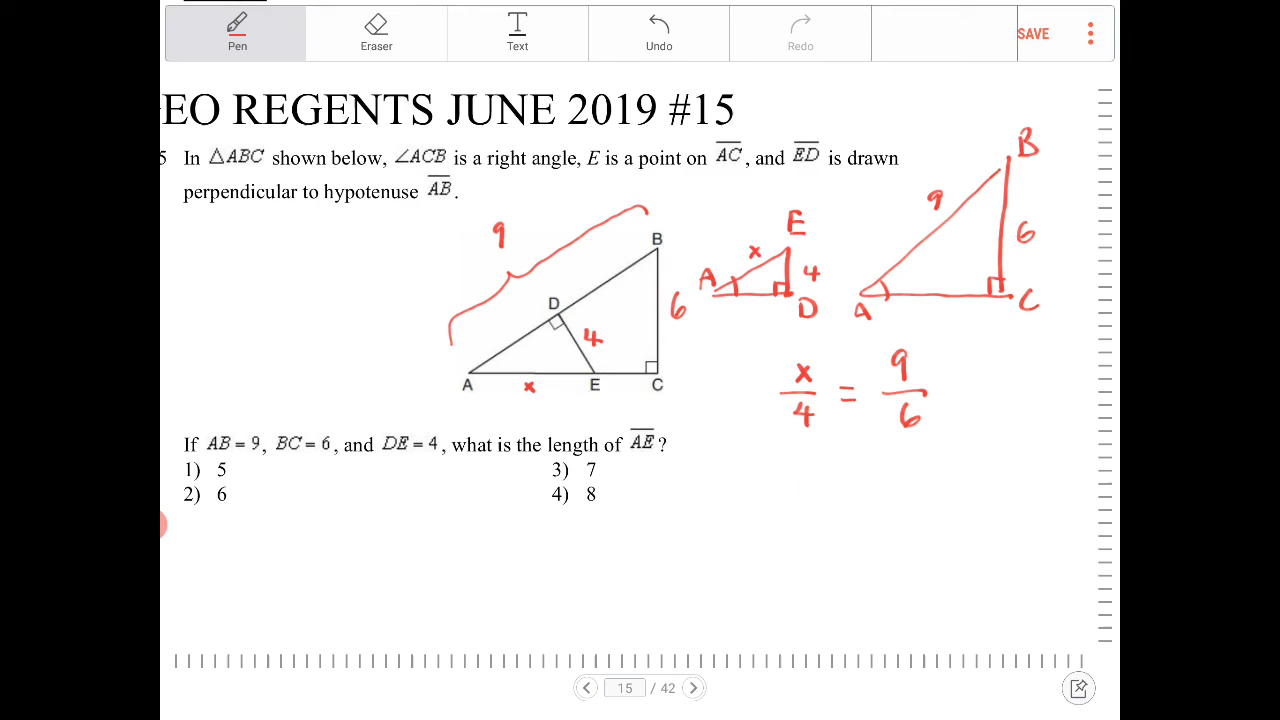 Pen
Eraser
Text
Undo
Redo
SAVE
EO REGENTS JUNE 2019 #15
5 In △ABC shown below, ∠ACB is a right angle, E is a point on AC, and ED is drawn
perpendicular to hypotenuse AB.
9
B
D
6
4
A
x
E
C
E
x
A
4
D
B
9
6
A
C
x/4 = 9/6
If AB = 9, BC = 6, and DE = 4, what is the length of AE?
1) 5
3) 7
2) 6
4) 8
15 / 42